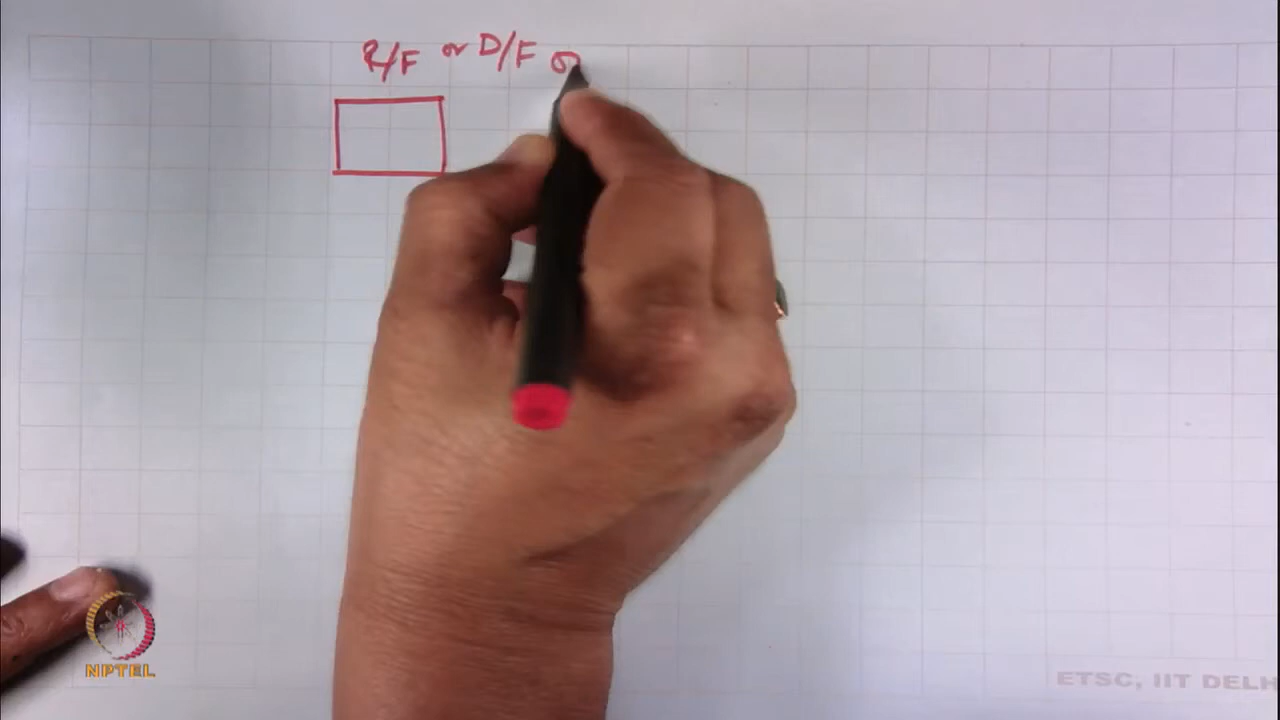 R/F or D/F o
NPTEL
ETSC, IIT DELH